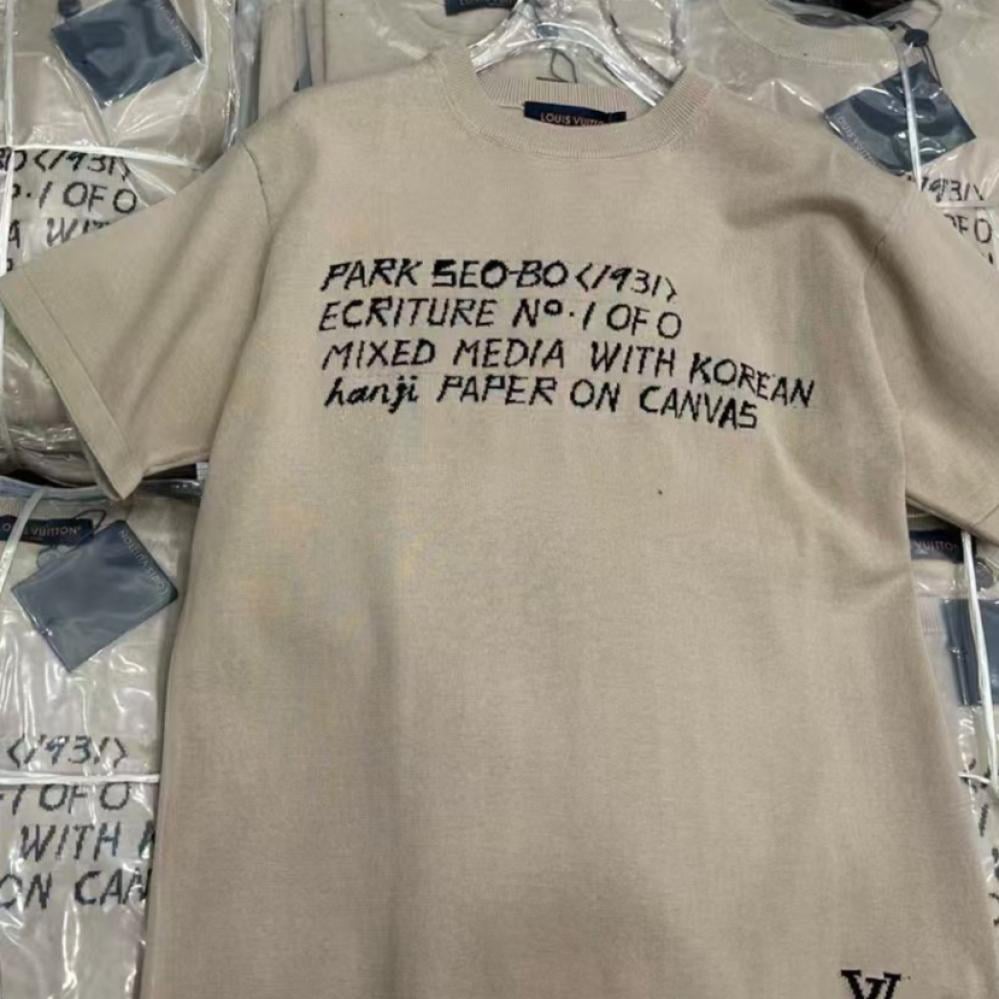 LOUIS VUITTON
PARK SEO-BO </1931>
ECRITURE Nº.1 OF 0
MIXED MEDIA WITH KOREAN
hanji PAPER ON CANVAS
LV